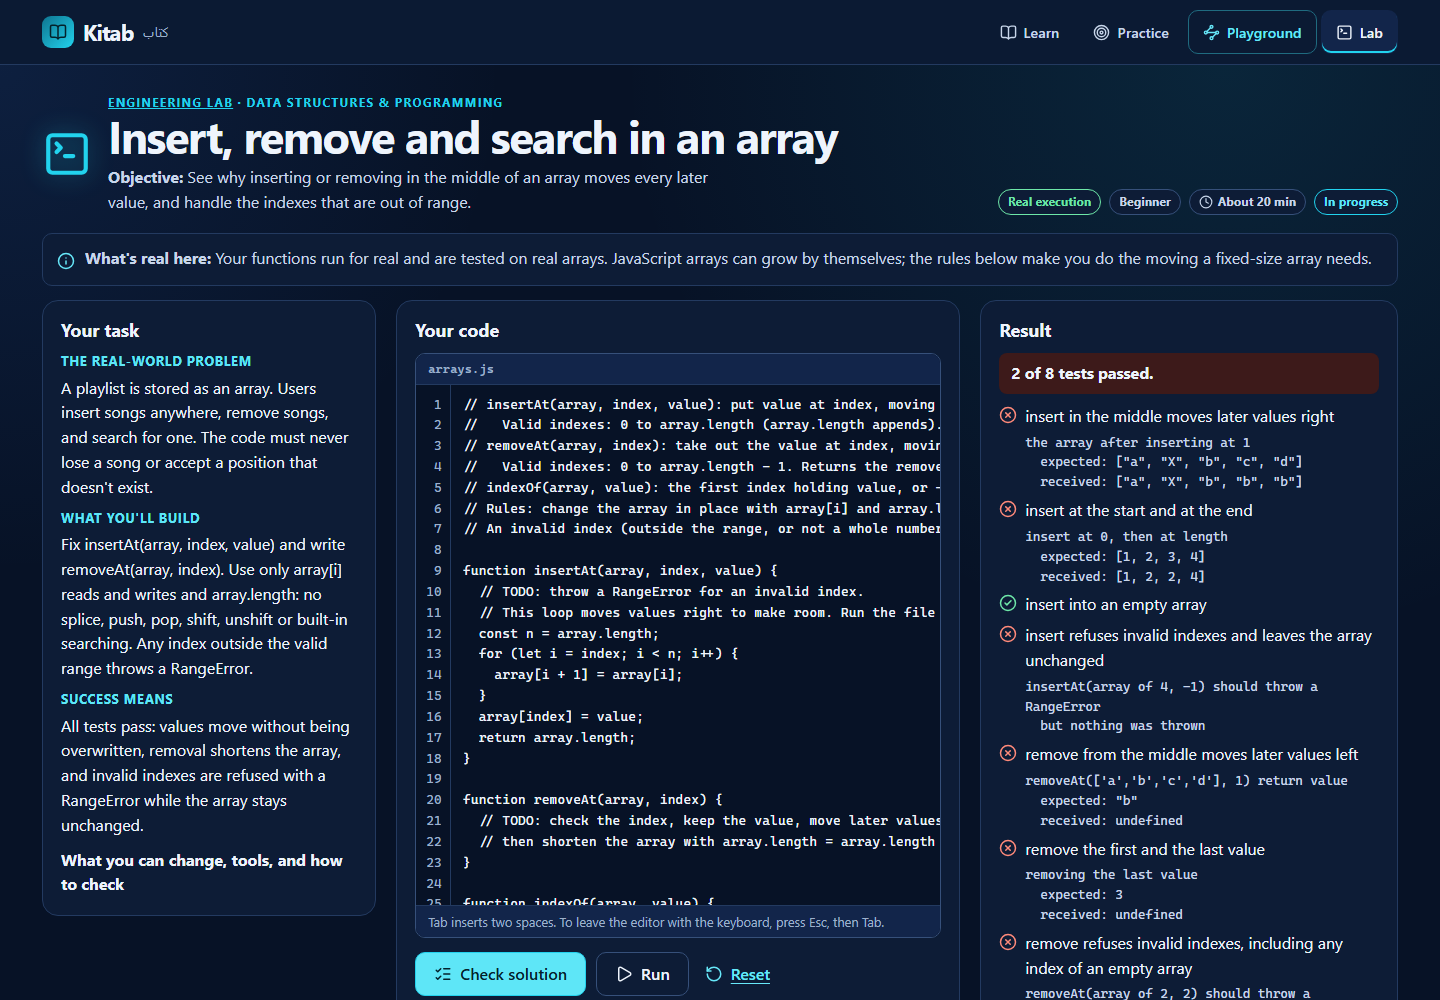 Kitab کتاب
Learn
Practice
Playground
Lab
ENGINEERING LAB · DATA STRUCTURES & PROGRAMMING
Insert, remove and search in an array
Objective: See why inserting or removing in the middle of an array moves every later
value, and handle the indexes that are out of range.
Real execution
Beginner
About 20 min
In progress
What's real here: Your functions run for real and are tested on real arrays. JavaScript arrays can grow by themselves; the rules below make you do the moving a fixed-size array needs.
Your task
THE REAL-WORLD PROBLEM
A playlist is stored as an array. Users
insert songs anywhere, remove songs,
and search for one. The code must never
lose a song or accept a position that
doesn't exist.
WHAT YOU'LL BUILD
Fix insertAt(array, index, value) and write
removeAt(array, index). Use only array[i]
reads and writes and array.length: no
splice, push, pop, shift, unshift or built-in
searching. Any index outside the valid
range throws a RangeError.
SUCCESS MEANS
All tests pass: values move without being
overwritten, removal shortens the array,
and invalid indexes are refused with a
RangeError while the array stays
unchanged.
What you can change, tools, and how
to check
Your code
arrays.js
1 // insertAt(array, index, value): put value at index, moving
2 //   Valid indexes: 0 to array.length (array.length appends).
3 // removeAt(array, index): take out the value at index, movin
4 //   Valid indexes: 0 to array.length - 1. Returns the remove
5 // indexOf(array, value): the first index holding value, or -
6 // Rules: change the array in place with array[i] and array.l
7 // An invalid index (outside the range, or not a whole number
8
9 function insertAt(array, index, value) {
10   // TODO: throw a RangeError for an invalid index.
11   // This loop moves values right to make room. Run the file
12   const n = array.length;
13   for (let i = index; i < n; i++) {
14     array[i + 1] = array[i];
15   }
16   array[index] = value;
17   return array.length;
18 }
19
20 function removeAt(array, index) {
21   // TODO: check the index, keep the value, move later values
22   // then shorten the array with array.length = array.length
23 }
24
25 function indexOf(array, value) {
Tab inserts two spaces. To leave the editor with the keyboard, press Esc, then Tab.
Check solution
Run
Reset
Result
2 of 8 tests passed.
insert in the middle moves later values right
the array after inserting at 1
expected: ["a", "X", "b", "c", "d"]
received: ["a", "X", "b", "b", "b"]
insert at the start and at the end
insert at 0, then at length
expected: [1, 2, 3, 4]
received: [1, 2, 2, 4]
insert into an empty array
insert refuses invalid indexes and leaves the array
unchanged
insertAt(array of 4, -1) should throw a
RangeError
but nothing was thrown
remove from the middle moves later values left
removeAt(['a','b','c','d'], 1) return value
expected: "b"
received: undefined
remove the first and the last value
removing the last value
expected: 3
received: undefined
remove refuses invalid indexes, including any
index of an empty array
removeAt(array of 2, 2) should throw a